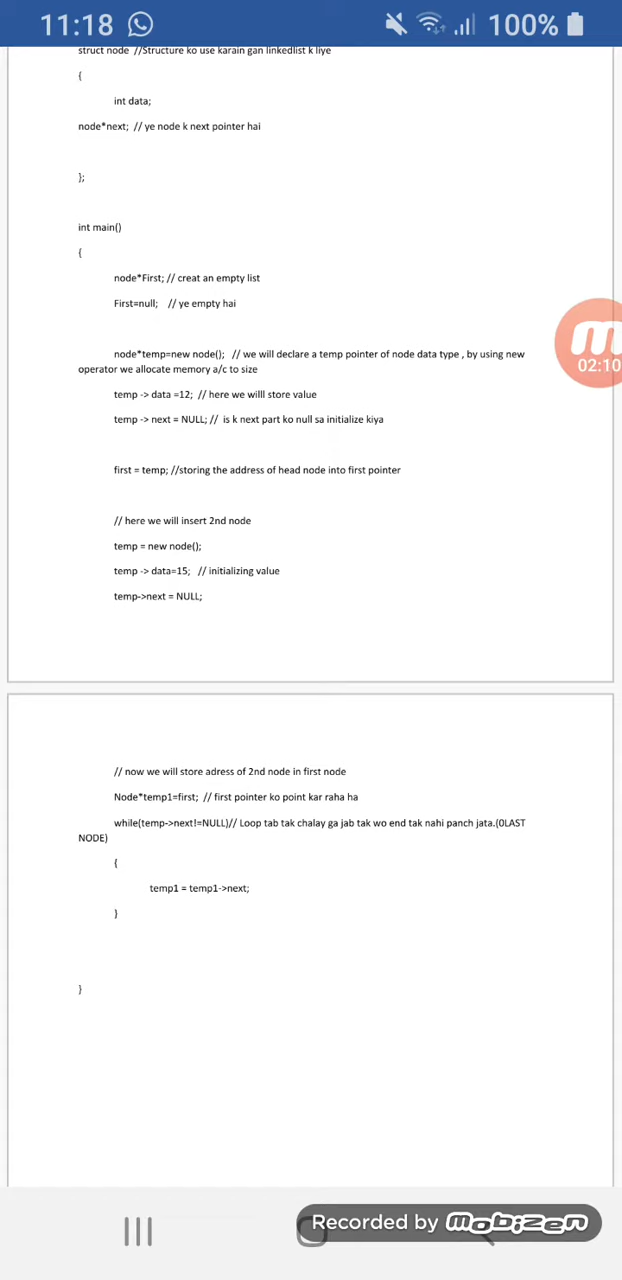 11:18 100%
struct node //Structure ko use karain gan linkedlist k liye
{
int data;
node*next; // ye node k next pointer hai
};
int main()
{
node*First; // creat an empty list
First=null; // ye empty hai
node*temp=new node(); // we will declare a temp pointer of node data type , by using new
operator we allocate memory a/c to size
temp -> data =12; // here we willl store value
temp -> next = NULL; // is k next part ko null sa initialize kiya
first = temp; //storing the address of head node into first pointer
// here we will insert 2nd node
temp = new node();
temp -> data=15; // initializing value
temp->next = NULL;
02:10
// now we will store adress of 2nd node in first node
Node*temp1=first; // first pointer ko point kar raha ha
while(temp->next!=NULL)// Loop tab tak chalay ga jab tak wo end tak nahi panch jata.(0LAST
NODE)
{
temp1 = temp1->next;
}
}
Recorded by mobizen